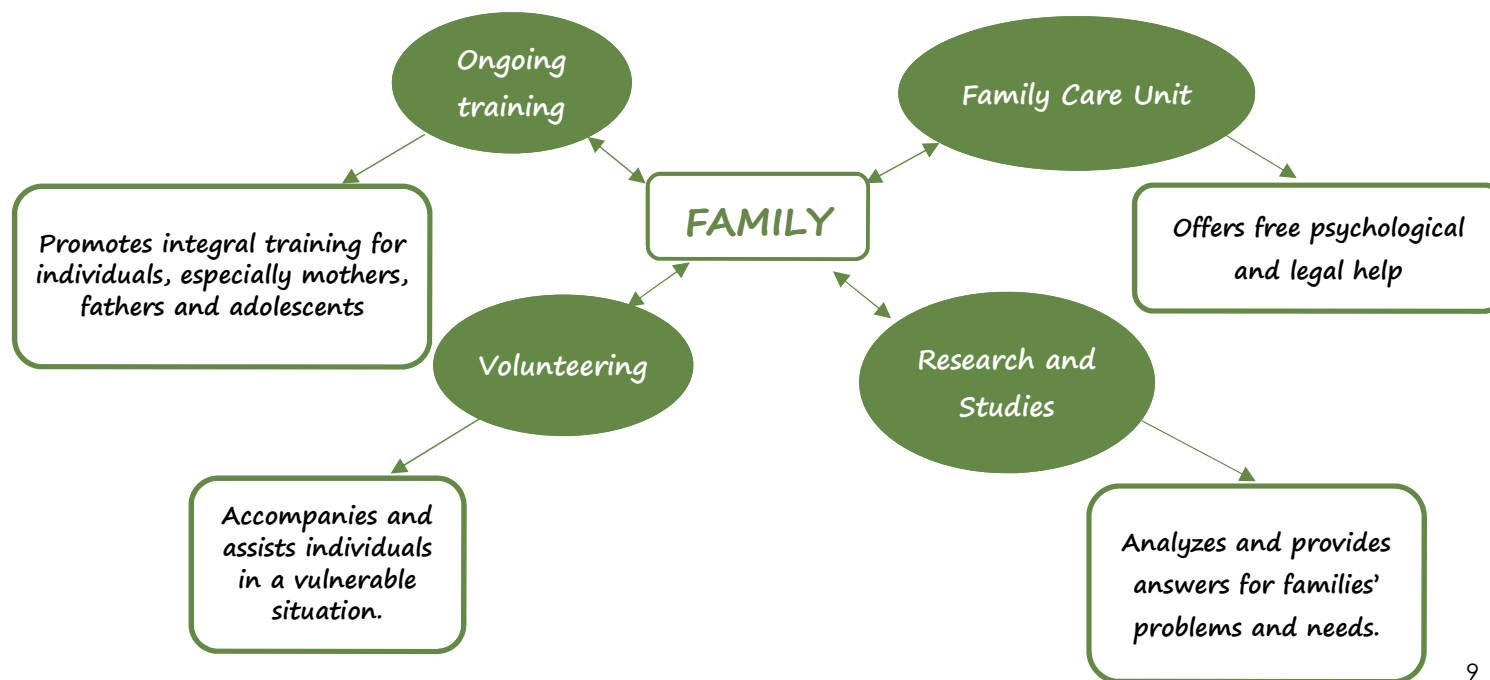 Ongoing
training
Family Care Unit
FAMILY
Promotes integral training for
individuals, especially mothers,
fathers and adolescents
Offers free psychological
and legal help
Volunteering
Research and
Studies
Accompanies and
assists individuals
in a vulnerable
situation.
Analyzes and provides
answers for families’
problems and needs.
9